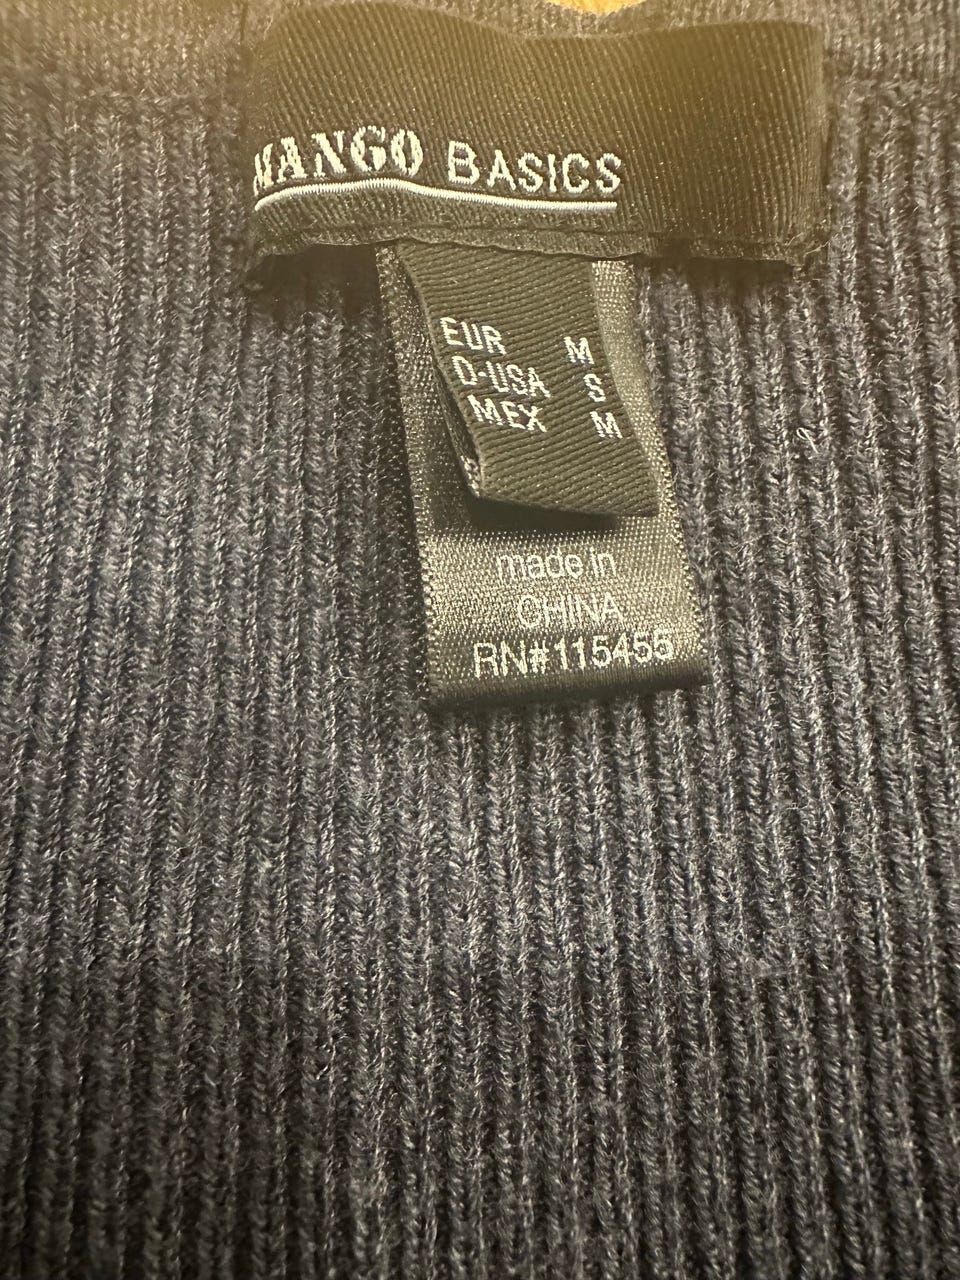 MANGO BASICS
EUR M
D-USA S
MEX M
made in
CHINA
RN#115455